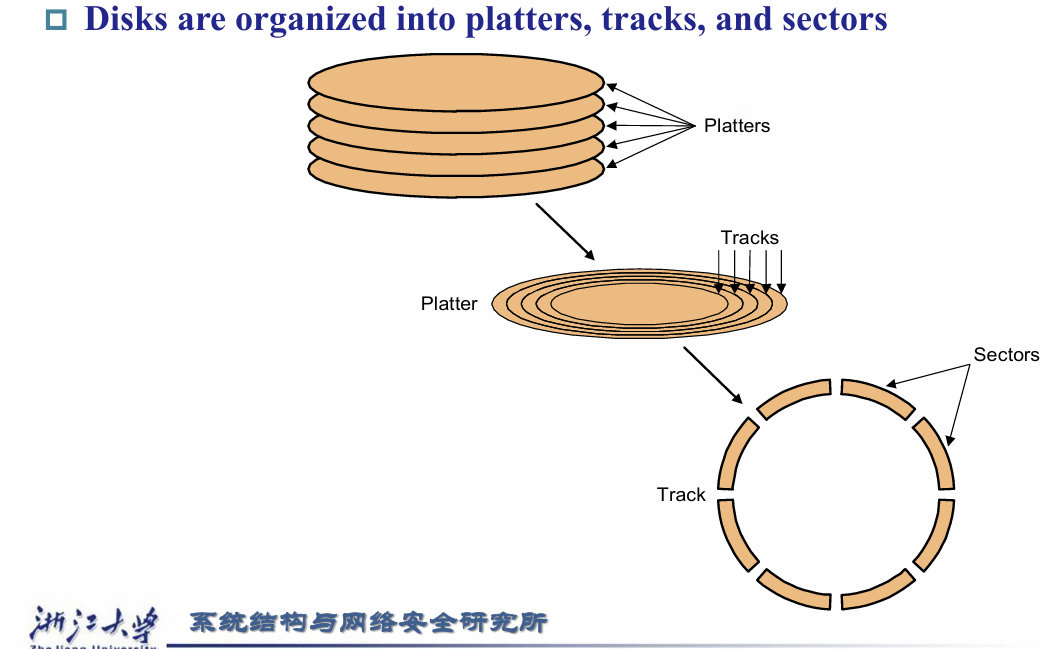 Disks are organized into platters, tracks, and sectors
Platters
Tracks
Platter
Sectors
Track
浙江大学
系统结构与网络安全研究所
Zhe Jiang University